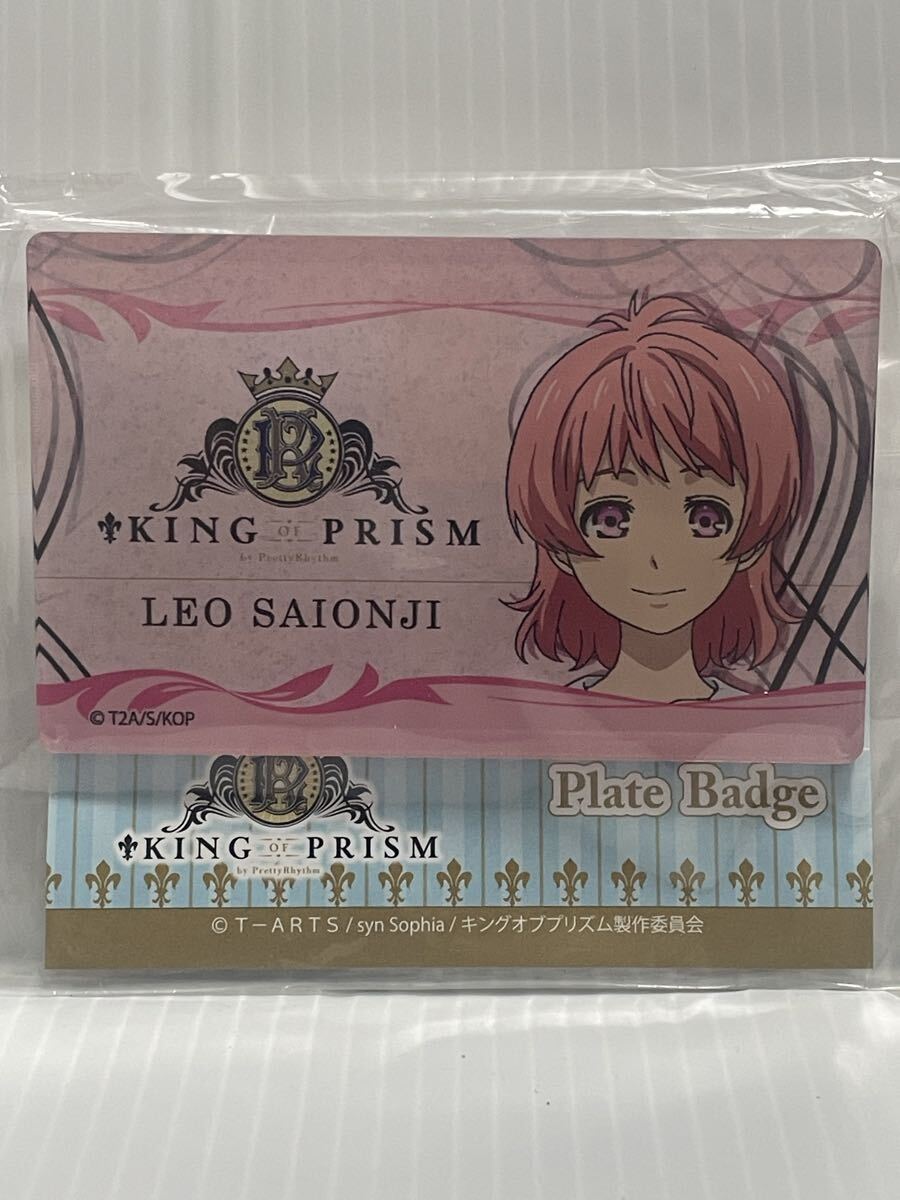 KING OF PRISM
by PrettyRhythm
LEO SAIONJI
© T2A/S/KOP
Plate Badge
KING OF PRISM
by PrettyRhythm
© T－ARTS / syn Sophia / キングオブプリズム製作委員会